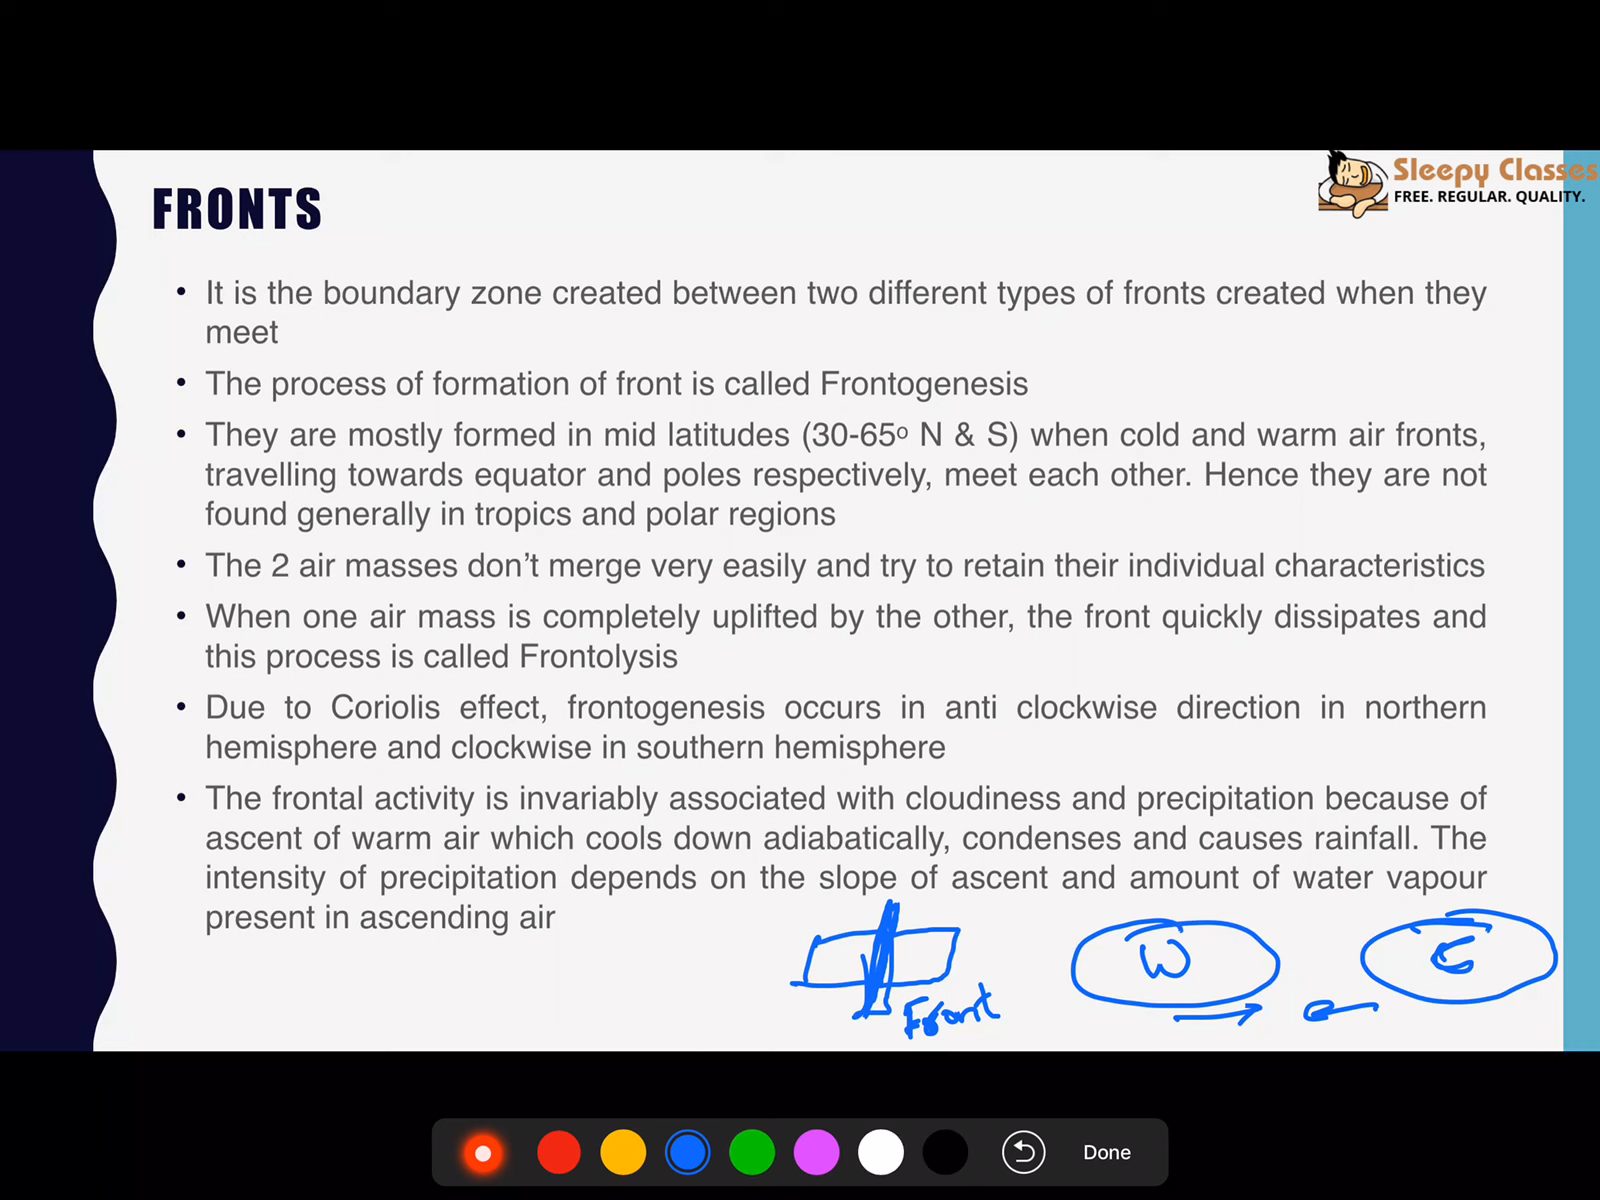 Sleepy Classes
FREE. REGULAR. QUALITY.
FRONTS
• It is the boundary zone created between two different types of fronts created when they
meet
• The process of formation of front is called Frontogenesis
• They are mostly formed in mid latitudes (30-65º N & S) when cold and warm air fronts,
travelling towards equator and poles respectively, meet each other. Hence they are not
found generally in tropics and polar regions
• The 2 air masses don’t merge very easily and try to retain their individual characteristics
• When one air mass is completely uplifted by the other, the front quickly dissipates and
this process is called Frontolysis
• Due to Coriolis effect, frontogenesis occurs in anti clockwise direction in northern
hemisphere and clockwise in southern hemisphere
• The frontal activity is invariably associated with cloudiness and precipitation because of
ascent of warm air which cools down adiabatically, condenses and causes rainfall. The
intensity of precipitation depends on the slope of ascent and amount of water vapour
present in ascending air
W
C
Front
Done